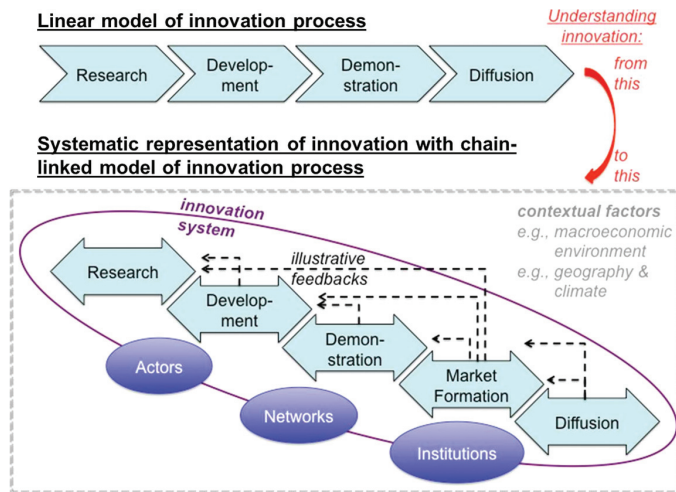 Linear model of innovation process
Understanding
innovation:
from
this
Research
Develop-
ment
Demon-
stration
Diffusion
to
this
Systematic representation of innovation with chain-
linked model of innovation process
innovation
system
contextual factors
e.g., macroeconomic
environment
e.g., geography &
climate
illustrative
feedbacks
Research
Develop-
ment
Demon-
stration
Market
Formation
Diffusion
Actors
Networks
Institutions